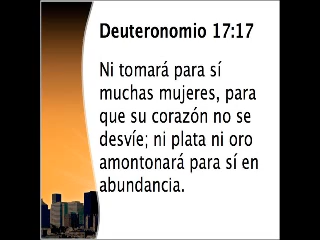 Deuteronomio 17:17
Ni tomará para sí
muchas mujeres, para
que su corazón no se
desvíe; ni plata ni oro
amontonará para sí en
abundancia.